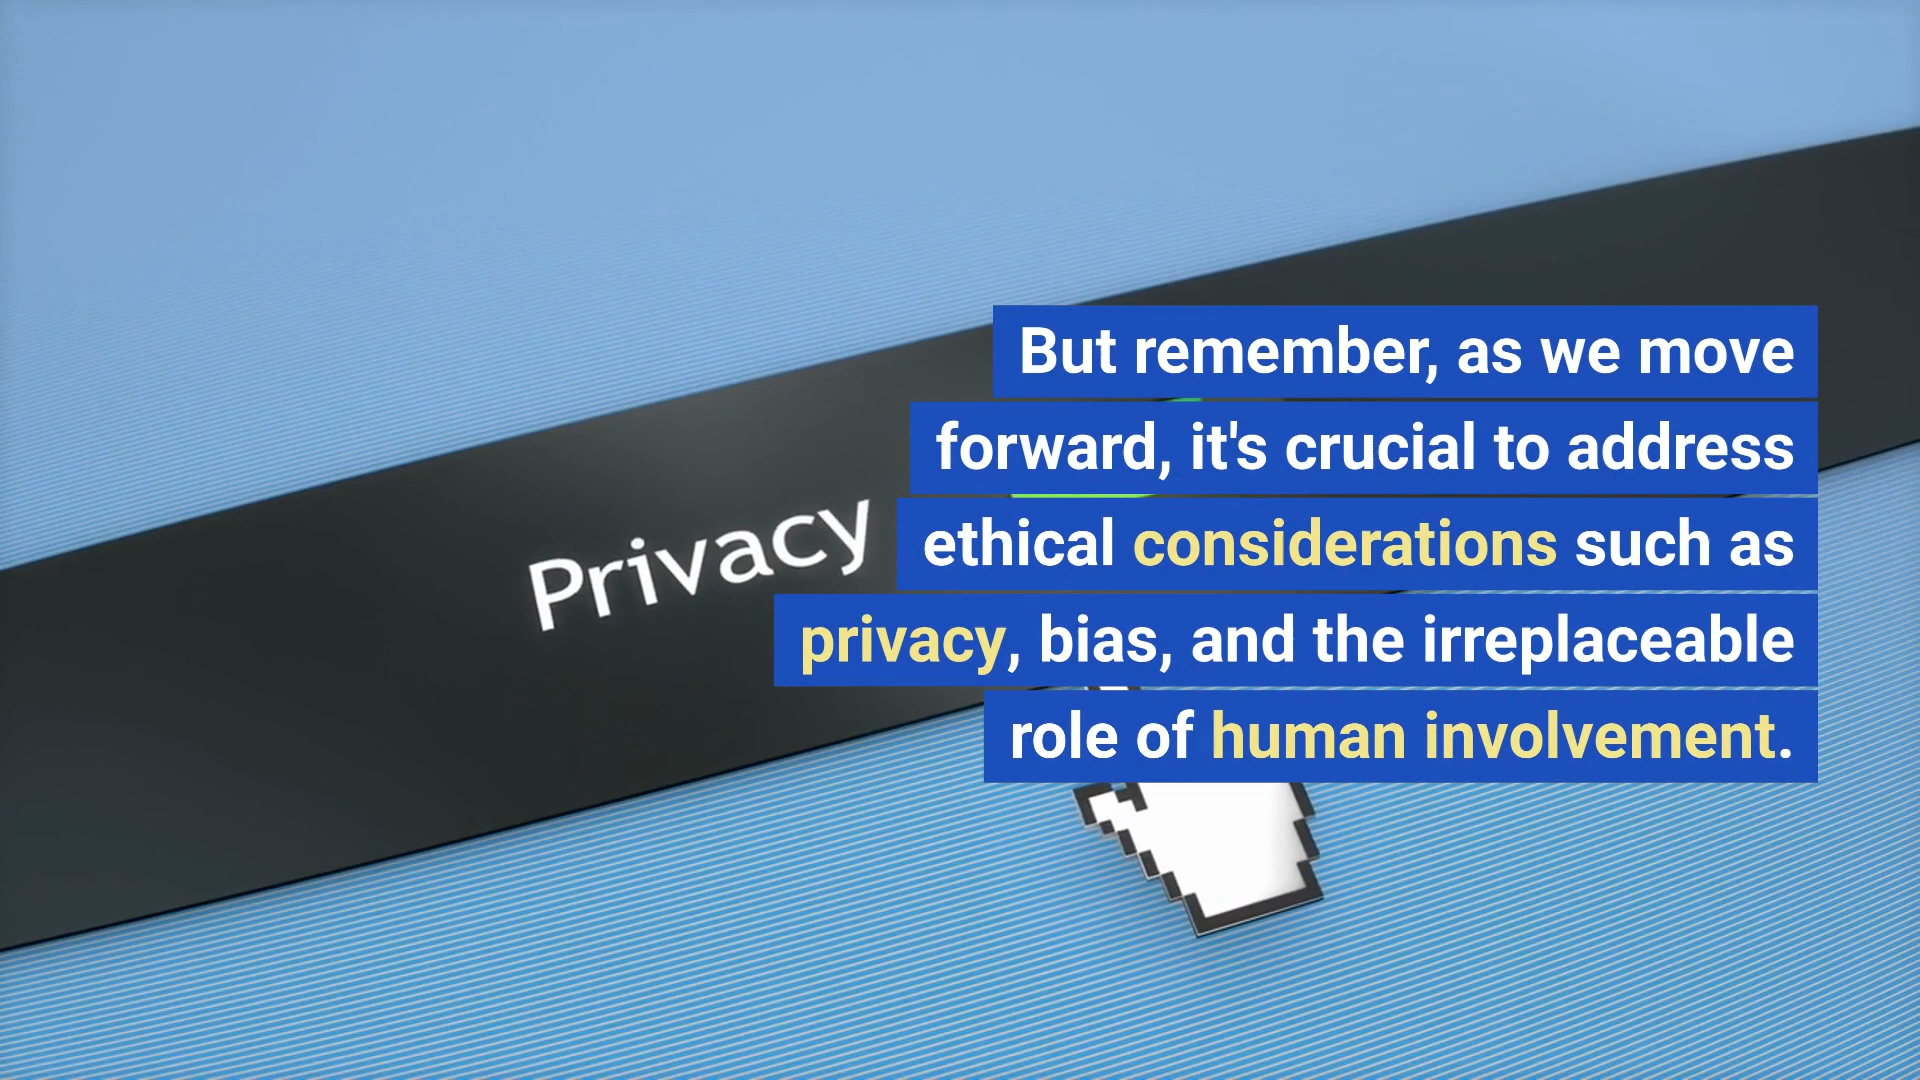 But remember, as we move
forward, it's crucial to address
ethical considerations such as
privacy, bias, and the irreplaceable
role of human involvement.
Privacy